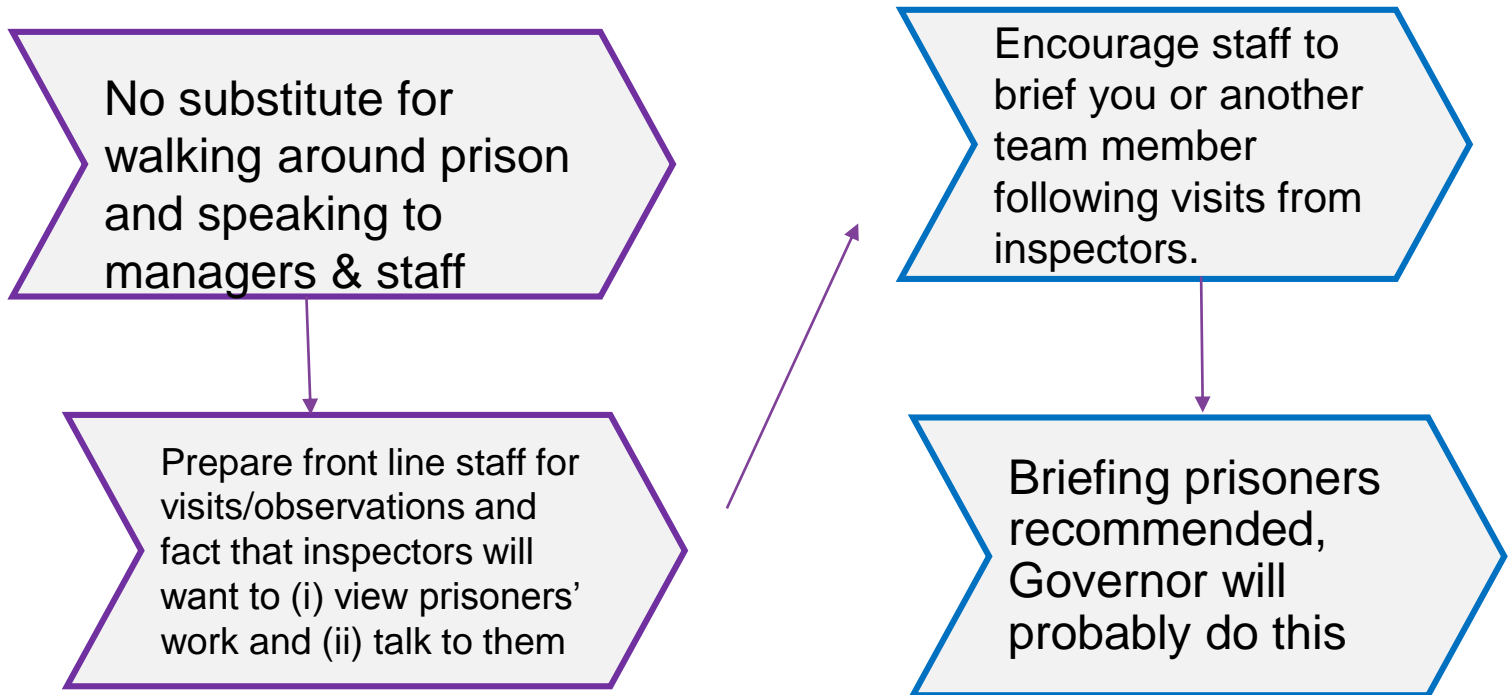 No substitute for
walking around prison
and speaking to
managers & staff
Prepare front line staff for
visits/observations and
fact that inspectors will
want to (i) view prisoners’
work and (ii) talk to them
Encourage staff to
brief you or another
team member
following visits from
inspectors.
Briefing prisoners
recommended,
Governor will
probably do this